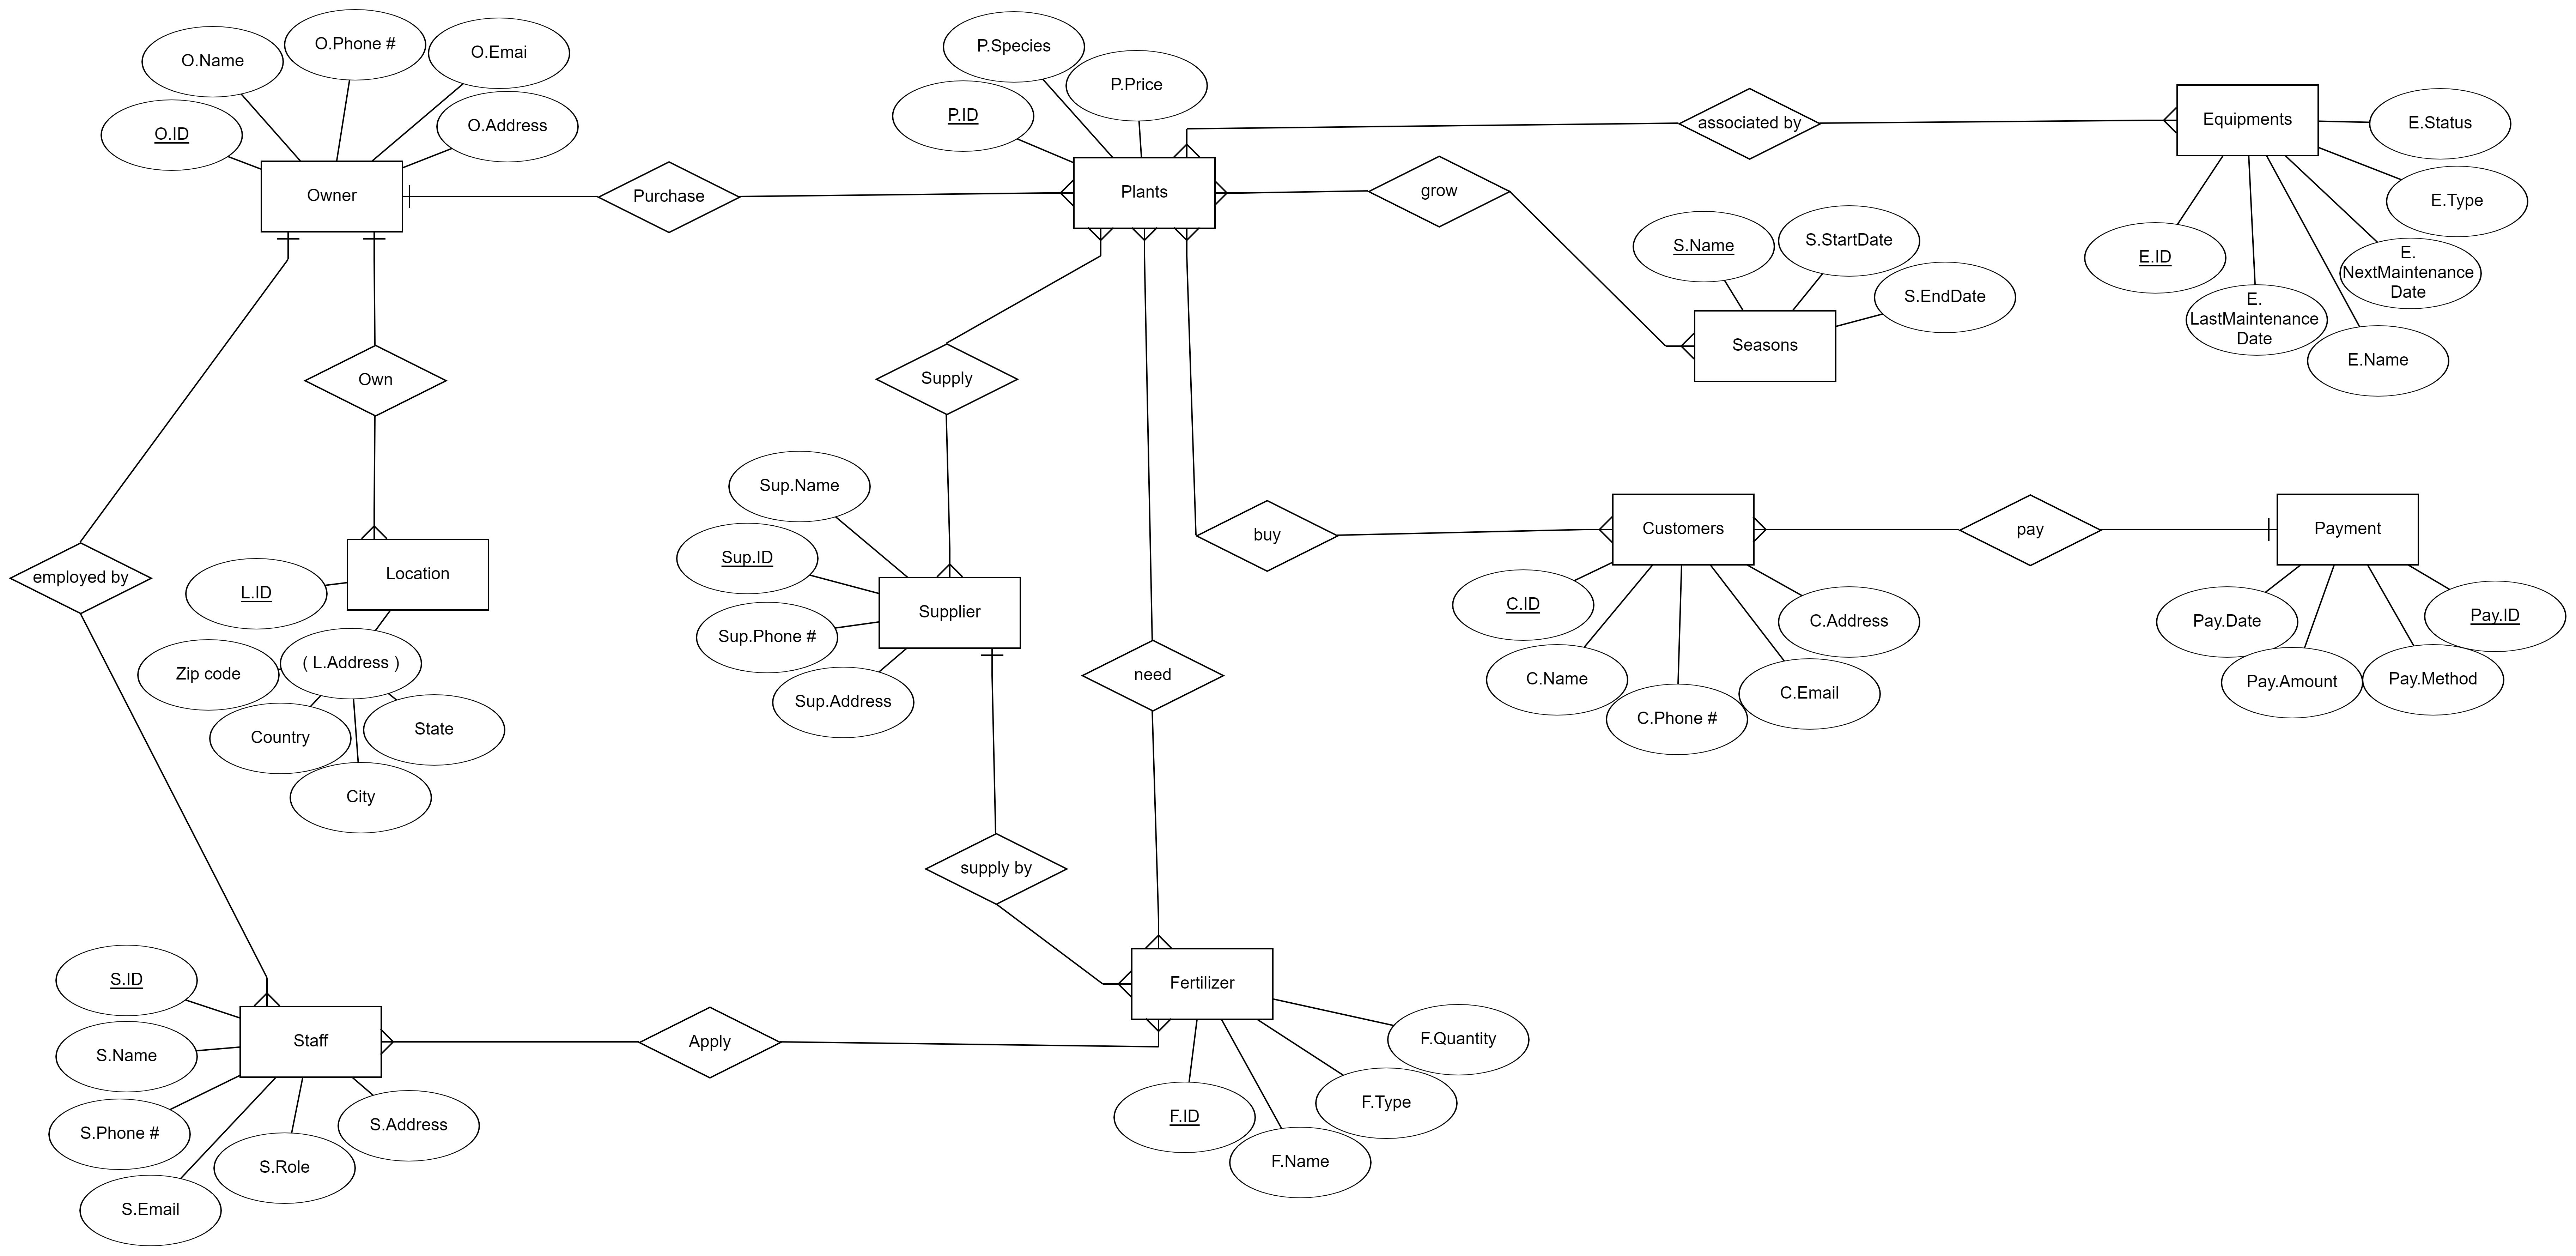 O.Name
O.Phone #
O.Emai
O.ID
O.Address
Owner
Purchase
P.Species
P.Price
P.ID
Plants
associated by
Equipments
E.Status
E.Type
E.ID
E.
NextMaintenance
Date
E.
LastMaintenance
Date
E.Name
grow
S.Name
S.StartDate
S.EndDate
Seasons
Own
Supply
employed by
Location
L.ID
( L.Address )
Zip code
Country
State
City
Sup.Name
Sup.ID
Sup.Phone #
Sup.Address
Supplier
need
buy
Customers
pay
Payment
C.ID
C.Name
C.Phone #
C.Email
C.Address
Pay.Date
Pay.Amount
Pay.Method
Pay.ID
supply by
S.ID
S.Name
S.Phone #
S.Email
S.Role
S.Address
Staff
Apply
Fertilizer
F.Quantity
F.Type
F.ID
F.Name